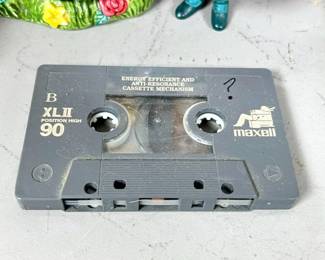 ENERGY EFFICIENT AND
ANTI-RESONANCE
CASSETTE MECHANISM
?
B
XLII
POSITION HIGH
90
maxell